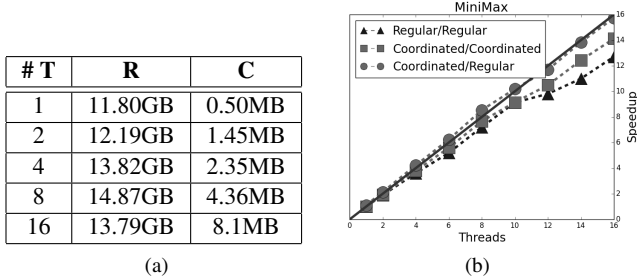 # T R C
1 11.80GB 0.50MB
2 12.19GB 1.45MB
4 13.82GB 2.35MB
8 14.87GB 4.36MB
16 13.79GB 8.1MB
(a)
MiniMax
Regular/Regular
Coordinated/Coordinated
Coordinated/Regular
16
14
12
10
8
6
4
2
0
Speedup
0 2 4 6 8 10 12 14 16
Threads
(b)